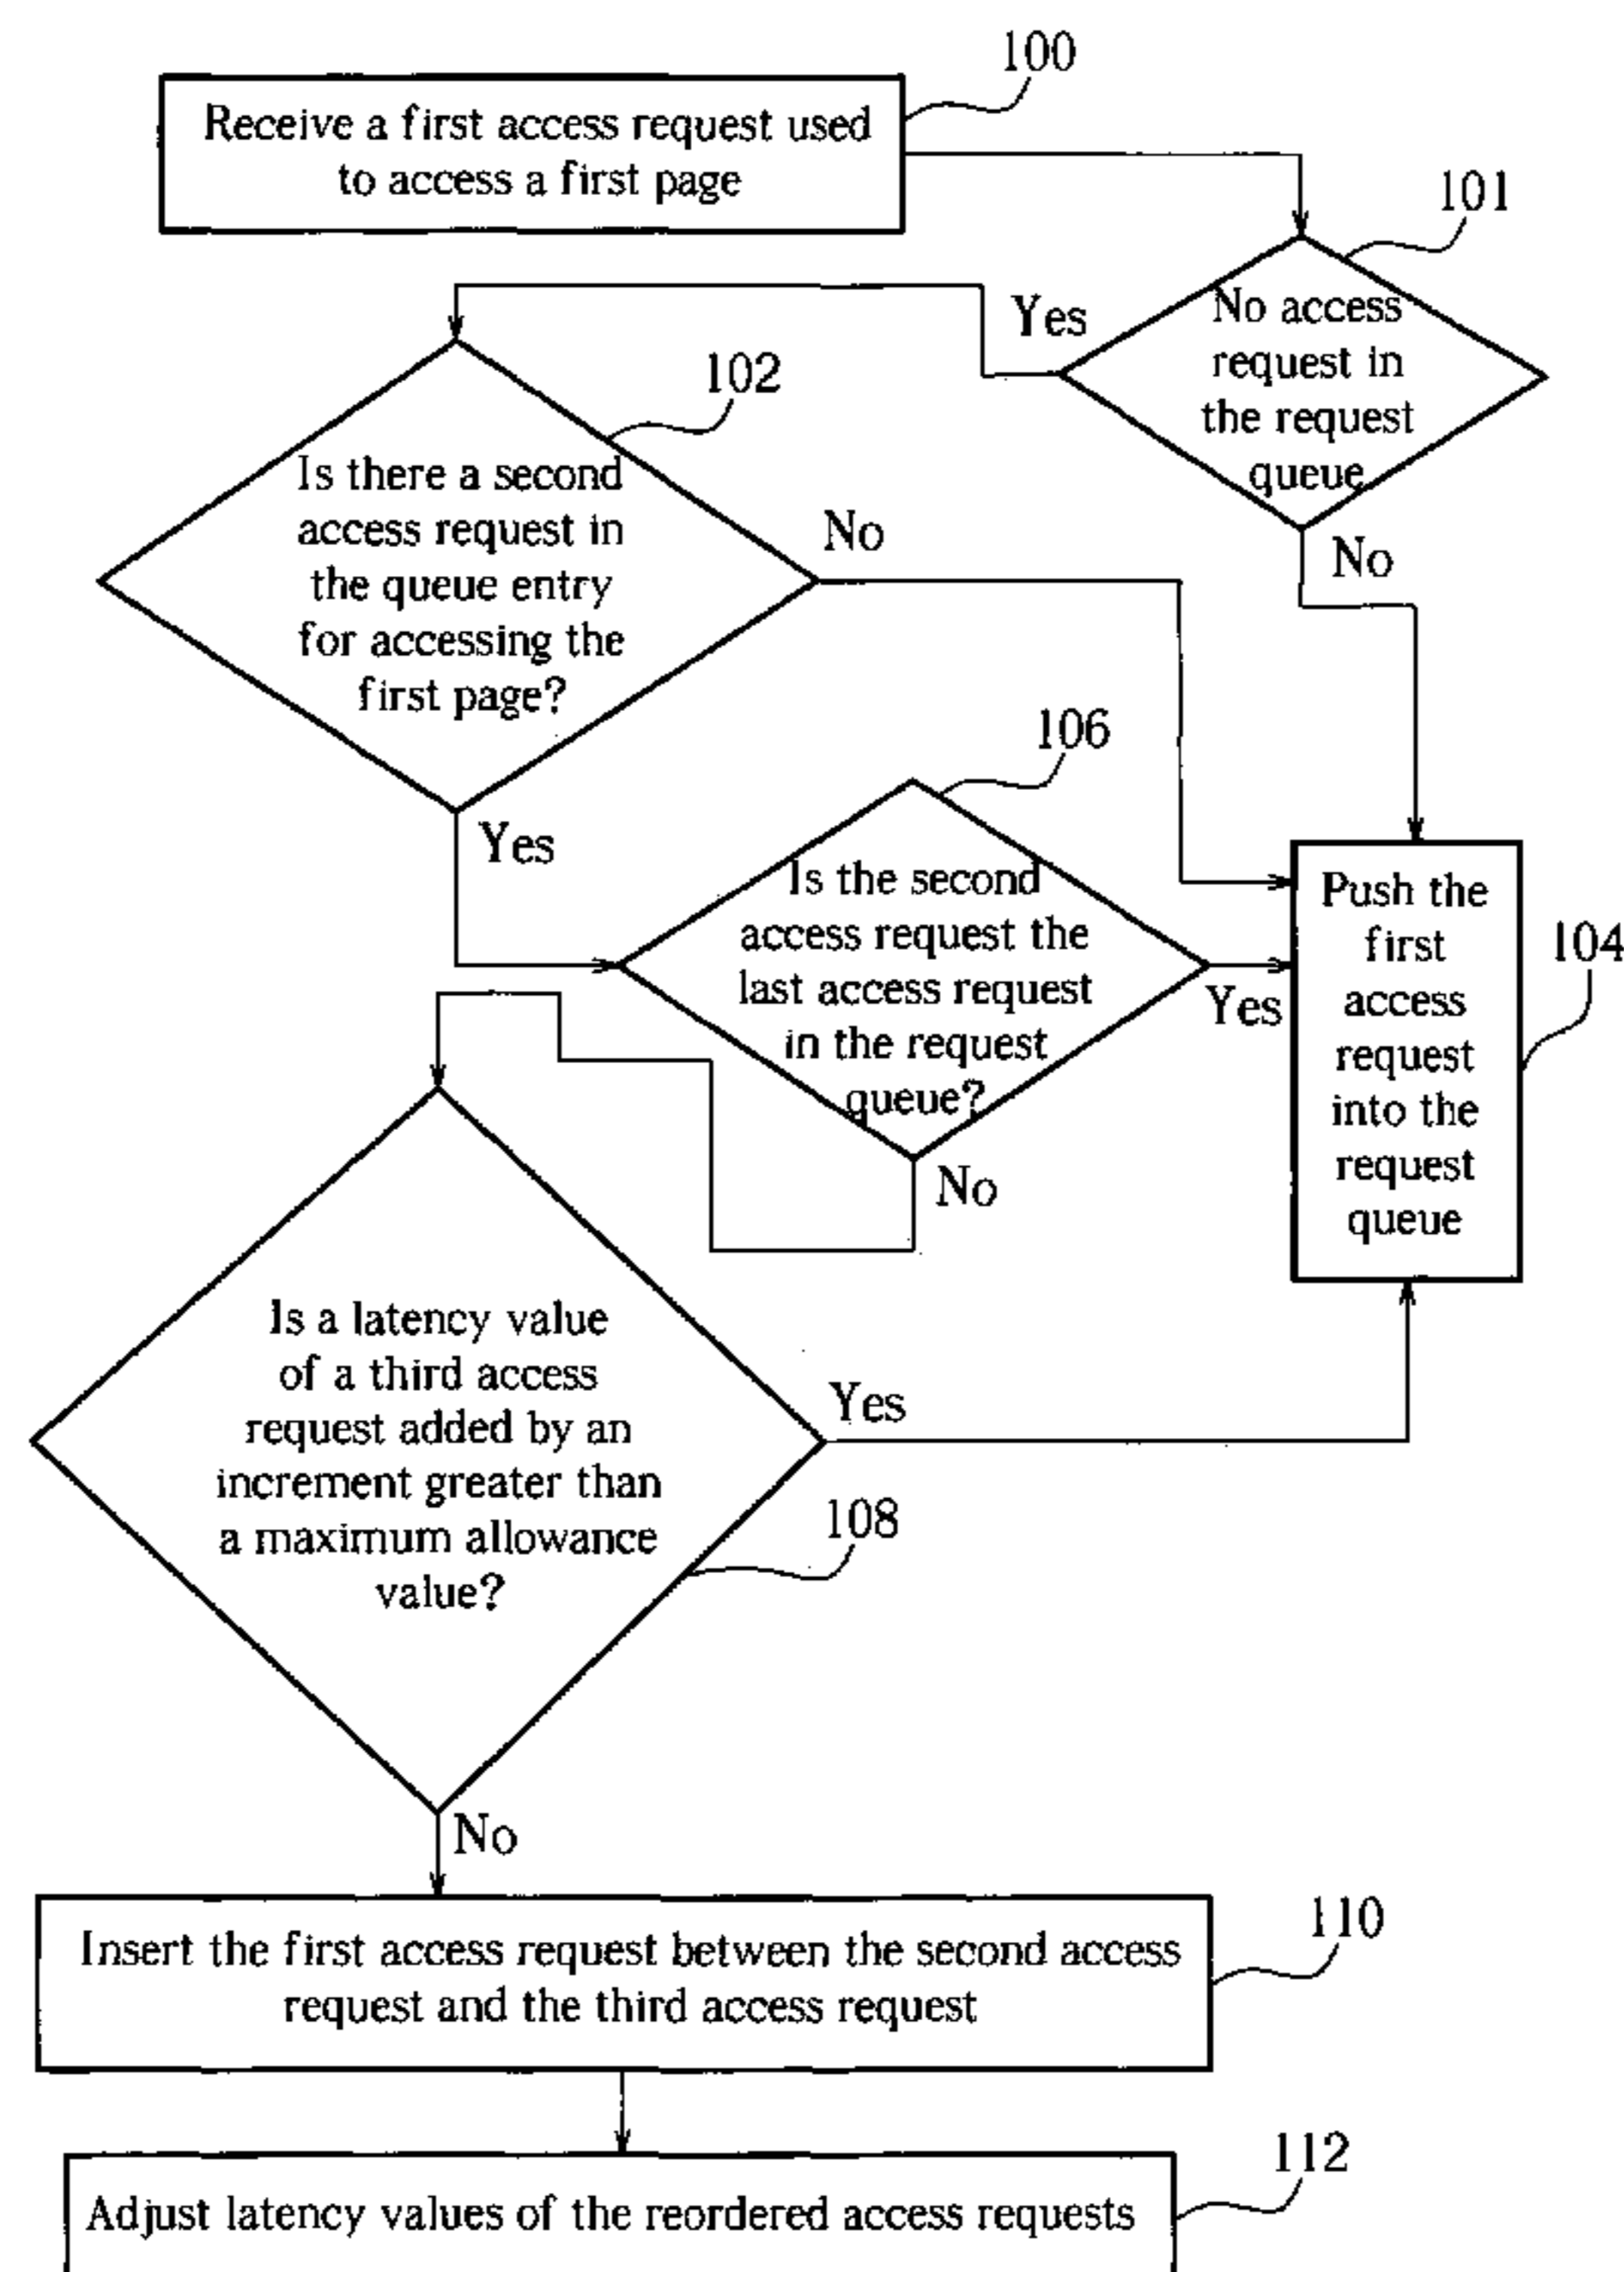 100
Receive a first access request used
to access a first page
101
No access
request in
the request
queue
Yes
No
102
Is there a second
access request in
the queue entry
for accessing the
first page?
No
Yes
106
Is the second
access request the
last access request
in the request
queue?
Yes
No
Push the
first
access
request
into the
request
queue
104
Is a latency value
of a third access
request added by an
increment greater than
a maximum allowance
value?
Yes
108
No
110
Insert the first access request between the second access
request and the third access request
112
Adjust latency values of the reordered access requests